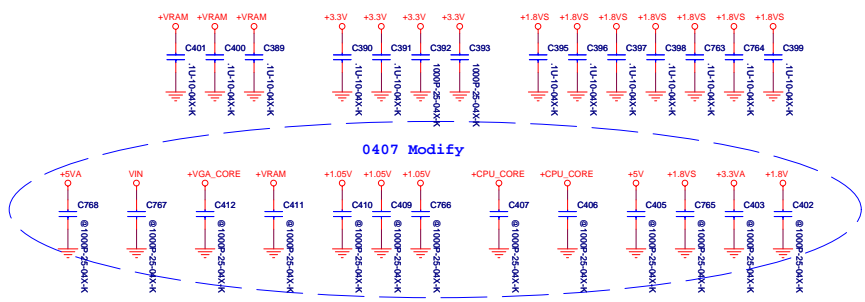 +VRAM +VRAM +VRAM +3.3V +3.3V +3.3V +3.3V +1.8VS +1.8VS +1.8VS +1.8VS +1.8VS +1.8VS +1.8VS
C401 C400 C389 C390 C391 C392 C393 C395 C396 C397 C398 C763 C764 C399
.1U-10-04X-K .1U-10-04X-K .1U-10-04X-K .1U-10-04X-K .1U-10-04X-K 1000P-25-04X-K 1000P-25-04X-K .1U-10-04X-K .1U-10-04X-K .1U-10-04X-K .1U-10-04X-K .1U-10-04X-K .1U-10-04X-K .1U-10-04X-K
0407 Modify
+5VA VIN +VGA_CORE +VRAM +1.05V +1.05V +1.05V +CPU_CORE +CPU_CORE +5V +1.8VS +3.3VA +1.8V
C768 C767 C412 C411 C410 C409 C766 C407 C406 C405 C765 C403 C402
@1000P-25-04X-K @1000P-25-04X-K @1000P-25-04X-K @1000P-25-04X-K @1000P-25-04X-K @1000P-25-04X-K @1000P-25-04X-K @1000P-25-04X-K @1000P-25-04X-K @1000P-25-04X-K @1000P-25-04X-K @1000P-25-04X-K @1000P-25-04X-K